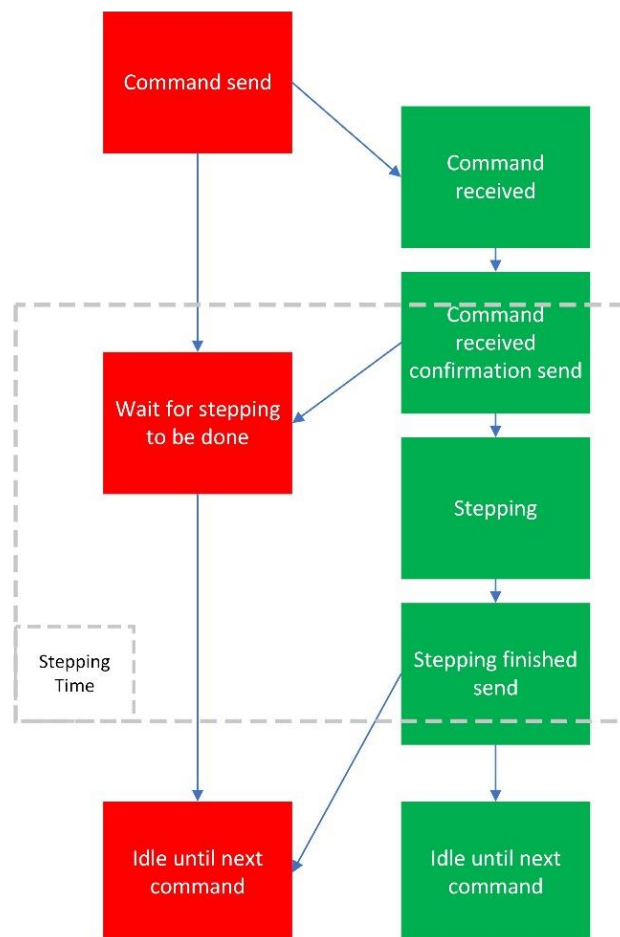 Command send
Command
received
Command
received
confirmation send
Wait for stepping
to be done
Stepping
Stepping
Time
Stepping finished
send
Idle until next
command
Idle until next
command